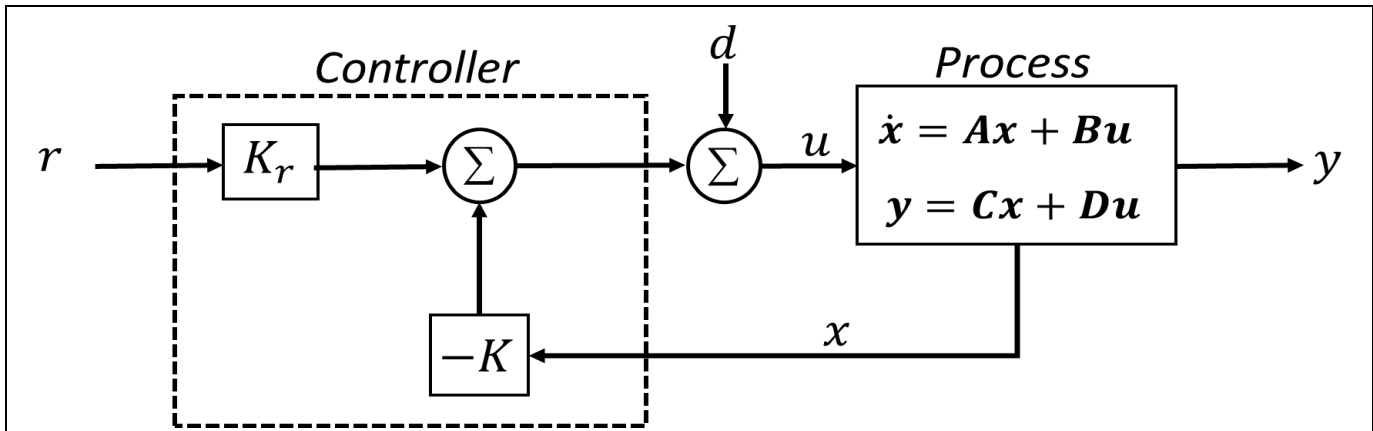 Controller
d
Process
r
K_r
Σ
Σ
u
ẋ = Ax + Bu
y = Cx + Du
y
−K
x